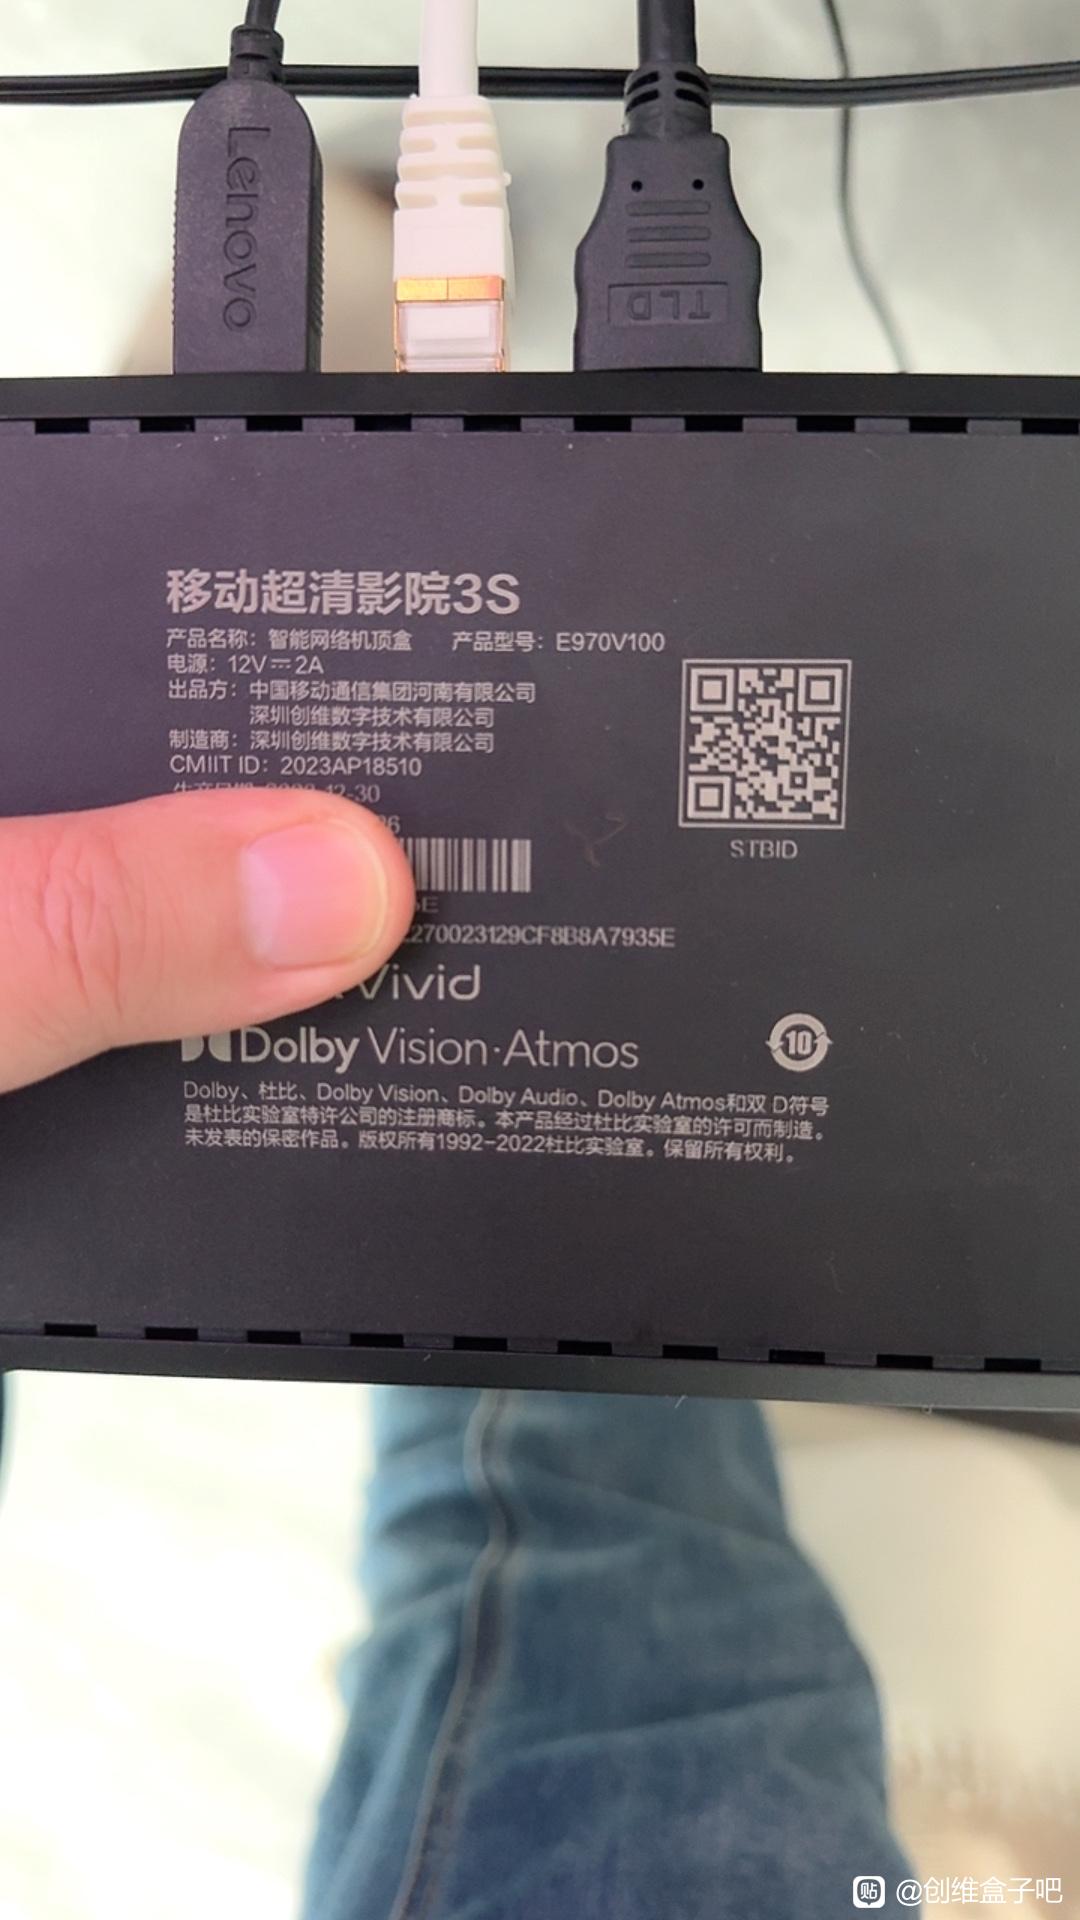 Lenovo
TLD
移动超清影院3S
产品名称：智能网络机顶盒 产品型号：E970V100
电源：12V⎓2A
出品方：中国移动通信集团河南有限公司
深圳创维数字技术有限公司
制造商：深圳创维数字技术有限公司
CMIIT ID：2023AP18510
生产日期 12-30
STBID
270023129CF8B8A7935E
Vivid
Dolby Vision·Atmos
10
Dolby、杜比、Dolby Vision、Dolby Audio、Dolby Atmos和双 D符号
是杜比实验室特许公司的注册商标。本产品经过杜比实验室的许可而制造。
未发表的保密作品。版权所有1992-2022杜比实验室。保留所有权利。
贴 @创维盒子吧